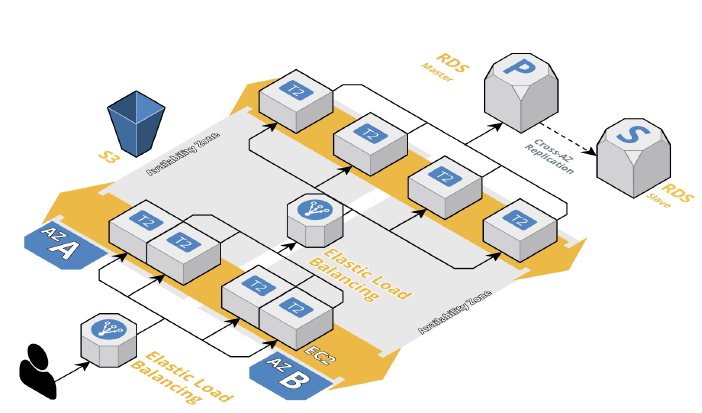 RDS
Master
P
T2
S3
Availability Zone
T2
S
Cross-AZ
Replication
T2
RDS
Slave
T2
T2
T2
AZ A
Elastic Load
Balancing
T2
T2
Availability Zone
EC2
AZ B
Elastic Load
Balancing